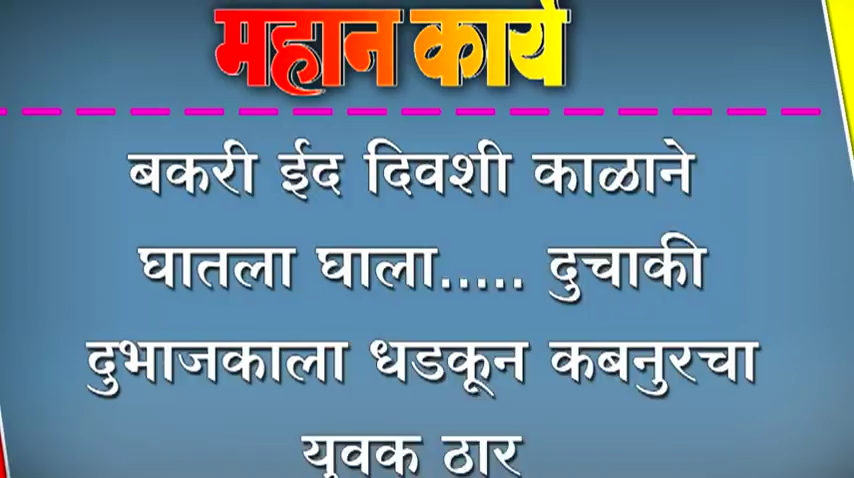 महान कार्य
बकरी ईद दिवशी काळाने
घातला घाला..... दुचाकी
दुभाजकाला धडकून कबनुरचा
युवक ठार